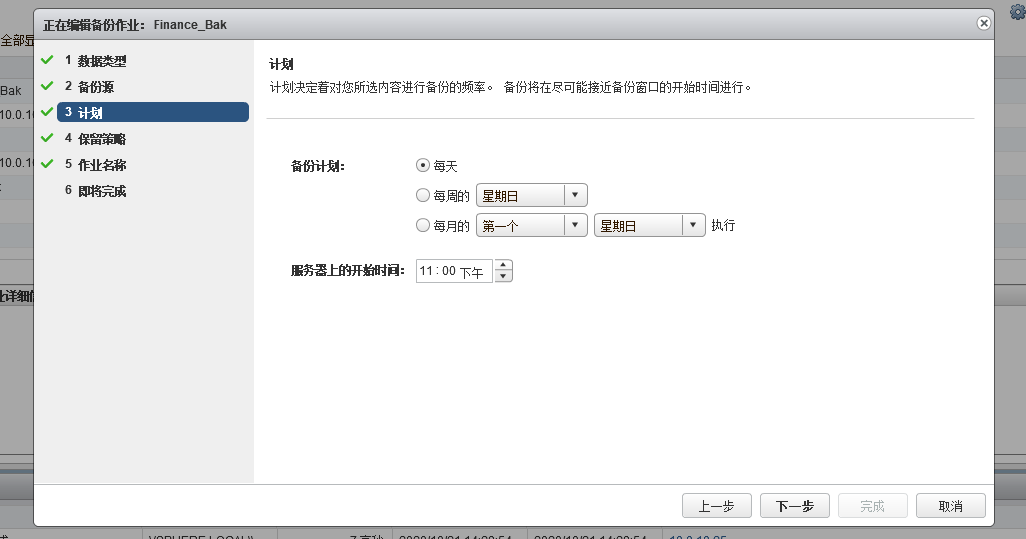 正在编辑备份作业： Finance_Bak
全部显
Bak
10.0.10
10.0.10
业详细信
1 数据类型
2 备份源
3 计划
4 保留策略
5 作业名称
6 即将完成
计划
计划决定着对您所选内容进行备份的频率。 备份将在尽可能接近备份窗口的开始时间进行。
备份计划： 每天
每周的 星期日
每月的 第一个 星期日 执行
服务器上的开始时间： 11 : 00 下午
上一步 下一步 完成 取消